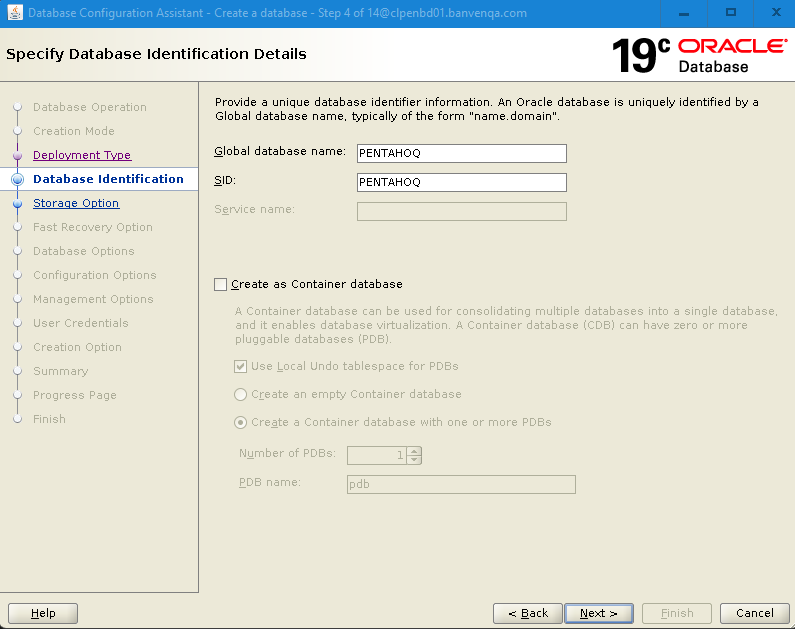 Database Configuration Assistant - Create a database - Step 4 of 14@clpenbd01.banvenqa.com
Specify Database Identification Details
19c ORACLE
Database
Database Operation
Creation Mode
Deployment Type
Database Identification
Storage Option
Fast Recovery Option
Database Options
Configuration Options
Management Options
User Credentials
Creation Option
Summary
Progress Page
Finish
Provide a unique database identifier information. An Oracle database is uniquely identified by a
Global database name, typically of the form "name.domain".
Global database name: PENTAHOQ
SID: PENTAHOQ
Service name:
Create as Container database
A Container database can be used for consolidating multiple databases into a single database,
and it enables database virtualization. A Container database (CDB) can have zero or more
pluggable databases (PDB).
Use Local Undo tablespace for PDBs
Create an empty Container database
Create a Container database with one or more PDBs
Number of PDBs: 1
PDB name: pdb
Help
< Back
Next >
Finish
Cancel